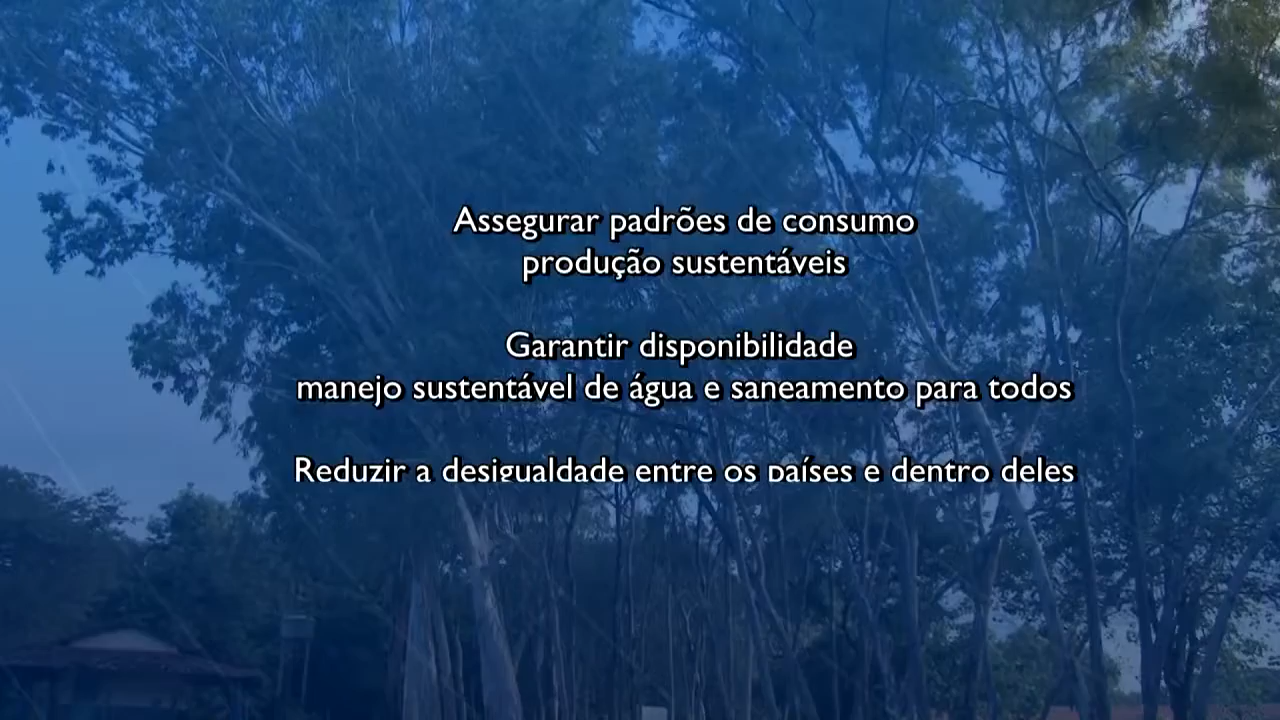 Assegurar padrões de consumo
produção sustentáveis
Garantir disponibilidade
manejo sustentável de água e saneamento para todos
Reduzir a desigualdade entre os países e dentro deles